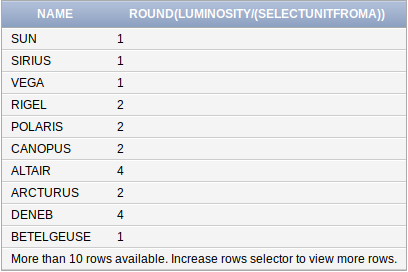 NAME ROUND(LUMINOSITY/(SELECTUNITFROMA))
SUN 1
SIRIUS 1
VEGA 1
RIGEL 2
POLARIS 2
CANOPUS 2
ALTAIR 4
ARCTURUS 2
DENEB 4
BETELGEUSE 1
More than 10 rows available. Increase rows selector to view more rows.